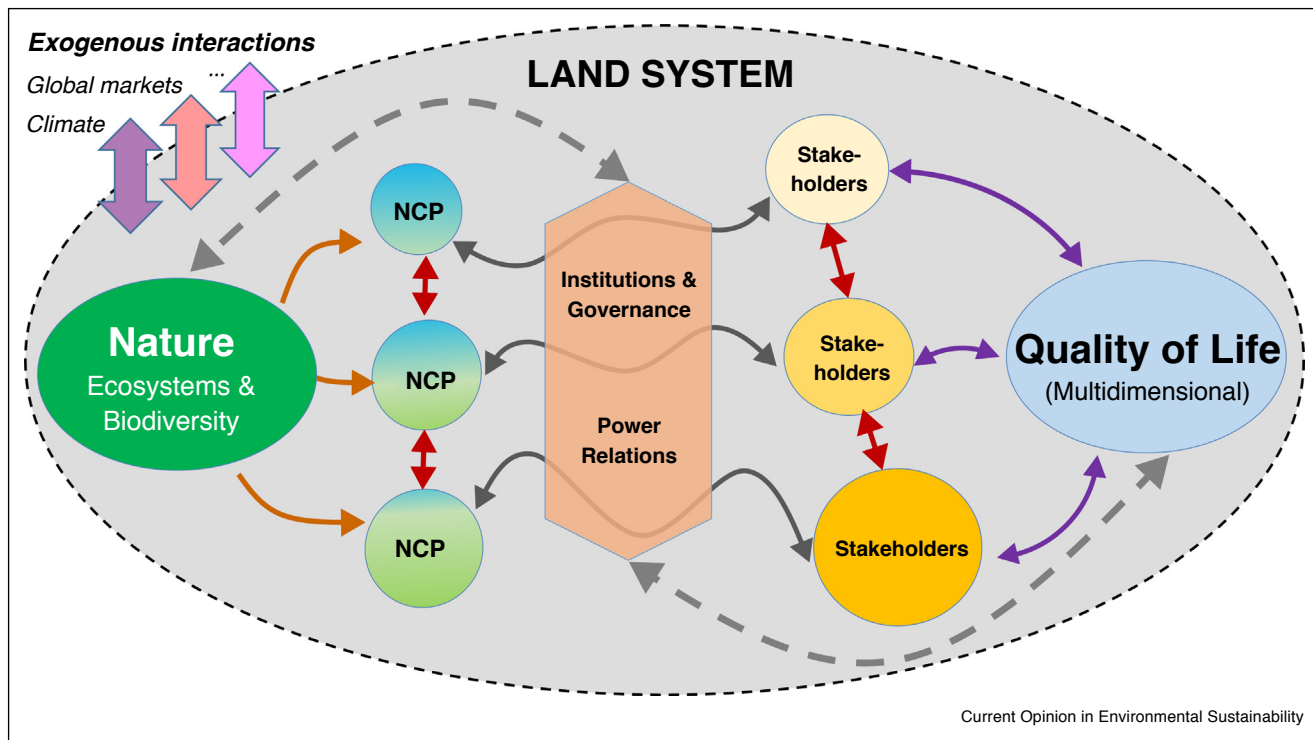 Exogenous interactions
...
Global markets
Climate
LAND SYSTEM
NCP
NCP
NCP
Nature
Ecosystems &
Biodiversity
Institutions &
Governance
Power
Relations
Stake-
holders
Stake-
holders
Stakeholders
Quality of Life
(Multidimensional)
Current Opinion in Environmental Sustainability